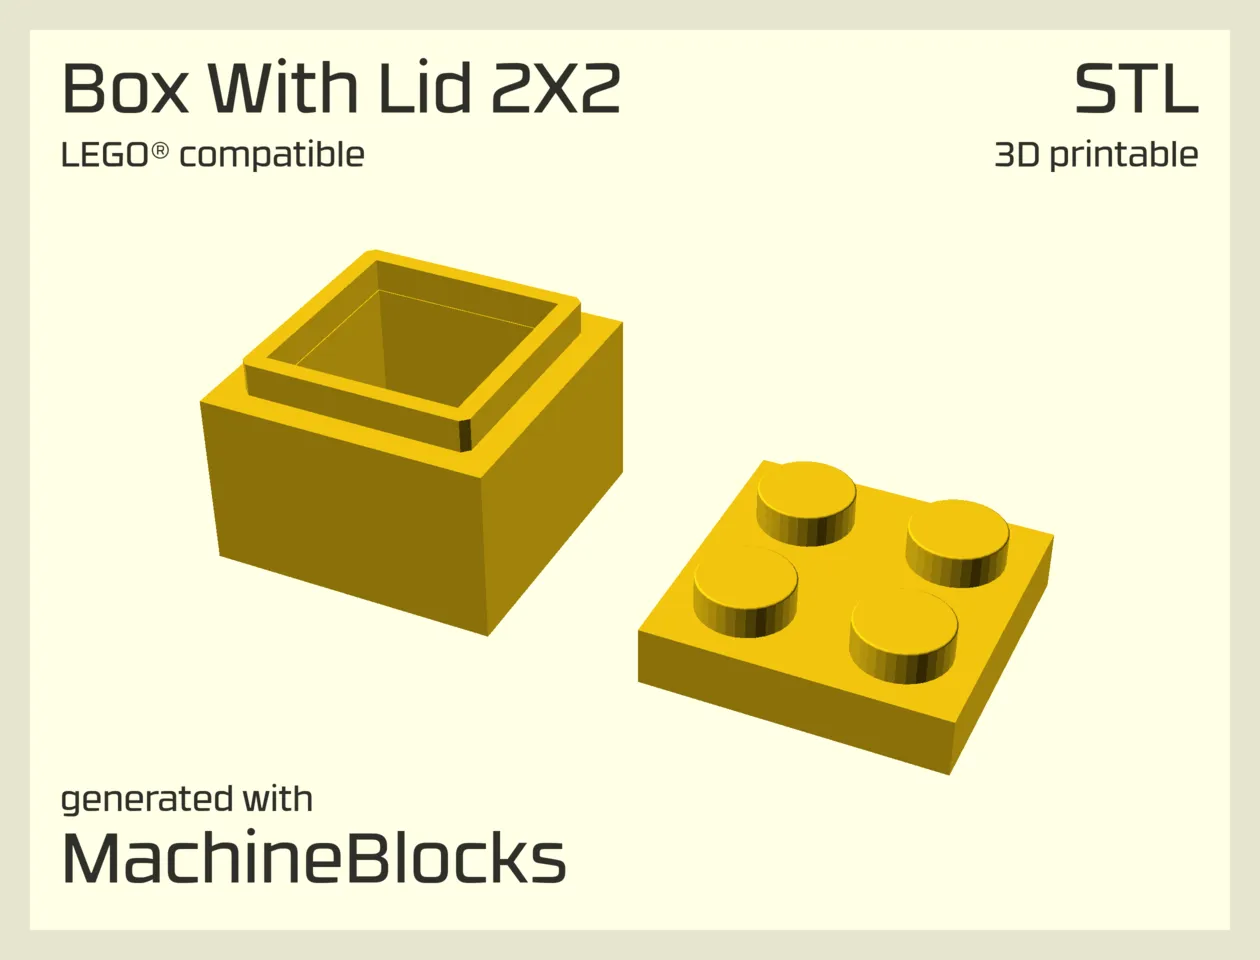 Box With Lid 2X2
LEGO® compatible
STL
3D printable
generated with
MachineBlocks